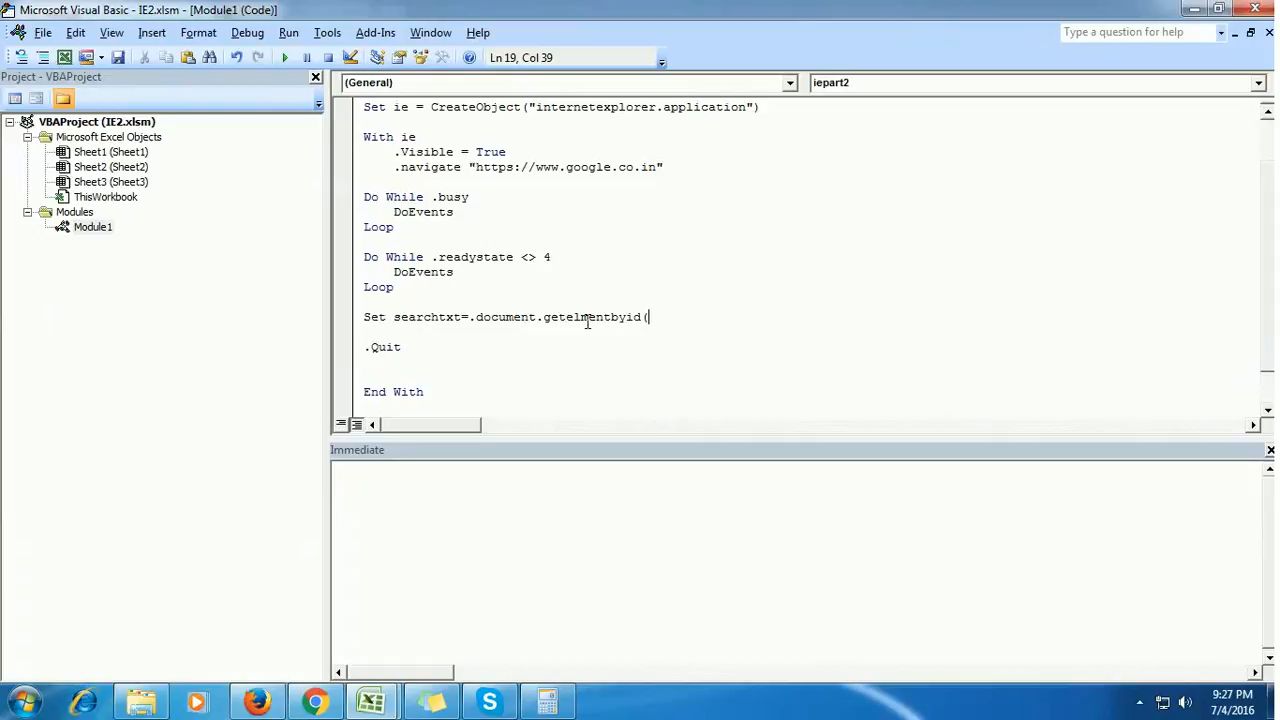 Microsoft Visual Basic - IE2.xlsm - [Module1 (Code)]
File Edit View Insert Format Debug Run Tools Add-Ins Window Help
Type a question for help
Ln 19, Col 39
Project - VBAProject
(General)
iepart2
VBAProject (IE2.xlsm)
Microsoft Excel Objects
Sheet1 (Sheet1)
Sheet2 (Sheet2)
Sheet3 (Sheet3)
ThisWorkbook
Modules
Module1
Set ie = CreateObject("internetexplorer.application")
With ie
.Visible = True
.navigate "https://www.google.co.in"
Do While .busy
DoEvents
Loop
Do While .readystate <> 4
DoEvents
Loop
Set searchtxt=.document.getelmentbyid(
.Quit
End With
Immediate
9:27 PM
7/4/2016